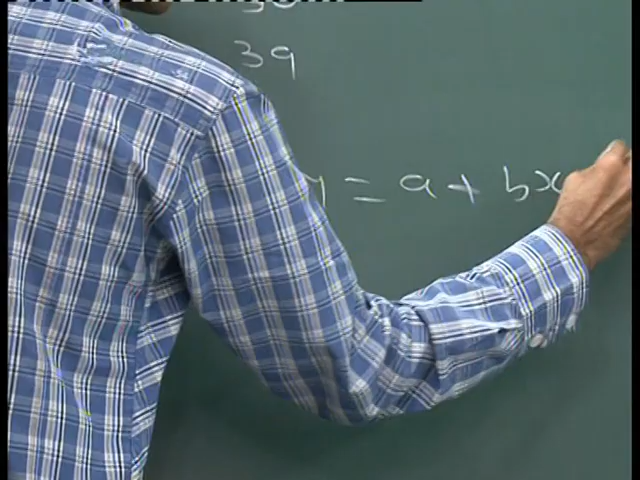 39
y = a + bx